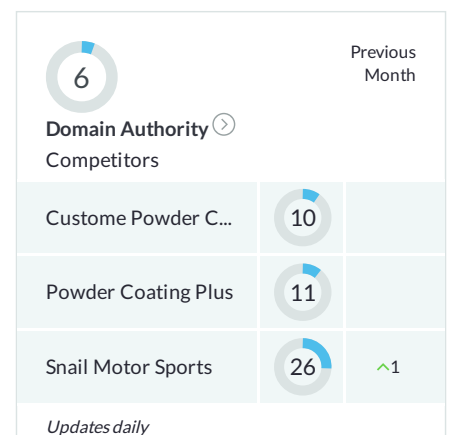 Previous
Month
6
Domain Authority
Competitors
Custome Powder C... 10
Powder Coating Plus 11
Snail Motor Sports 26 1
Updates daily